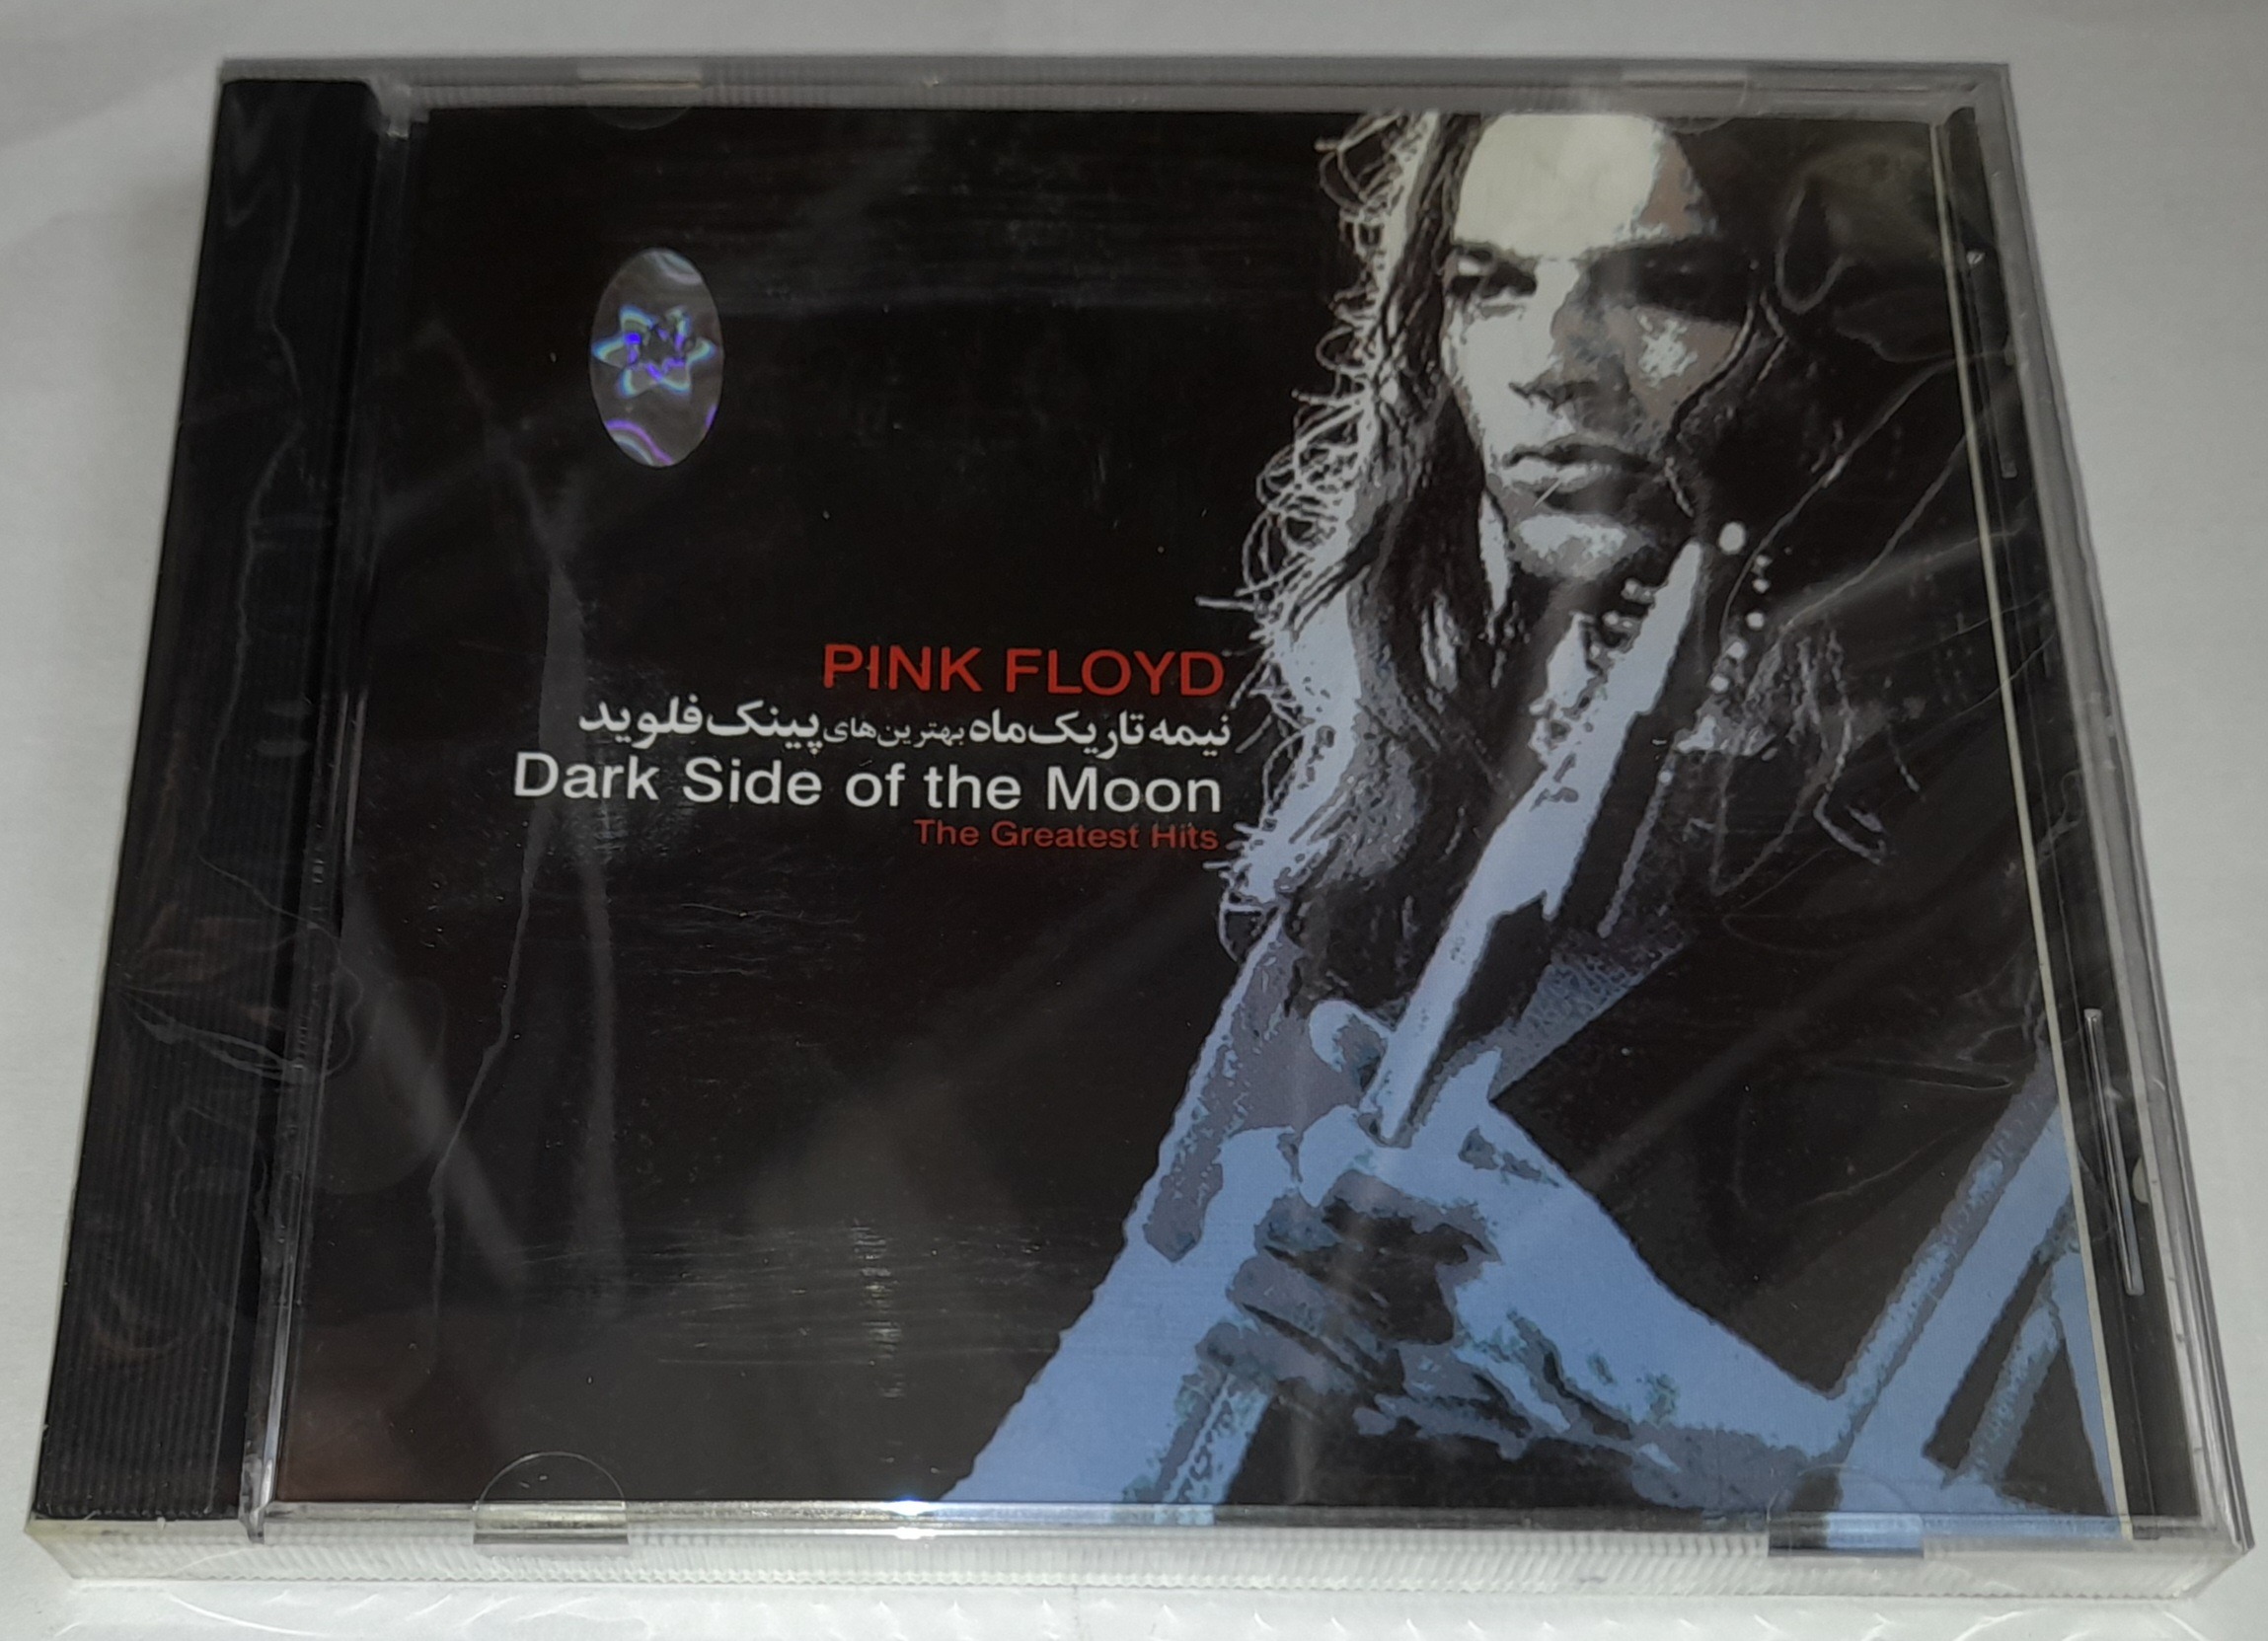 PINK FLOYD
نیمه تاریک ماه بهترین‌های پینک فلوید
Dark Side of the Moon
The Greatest Hits